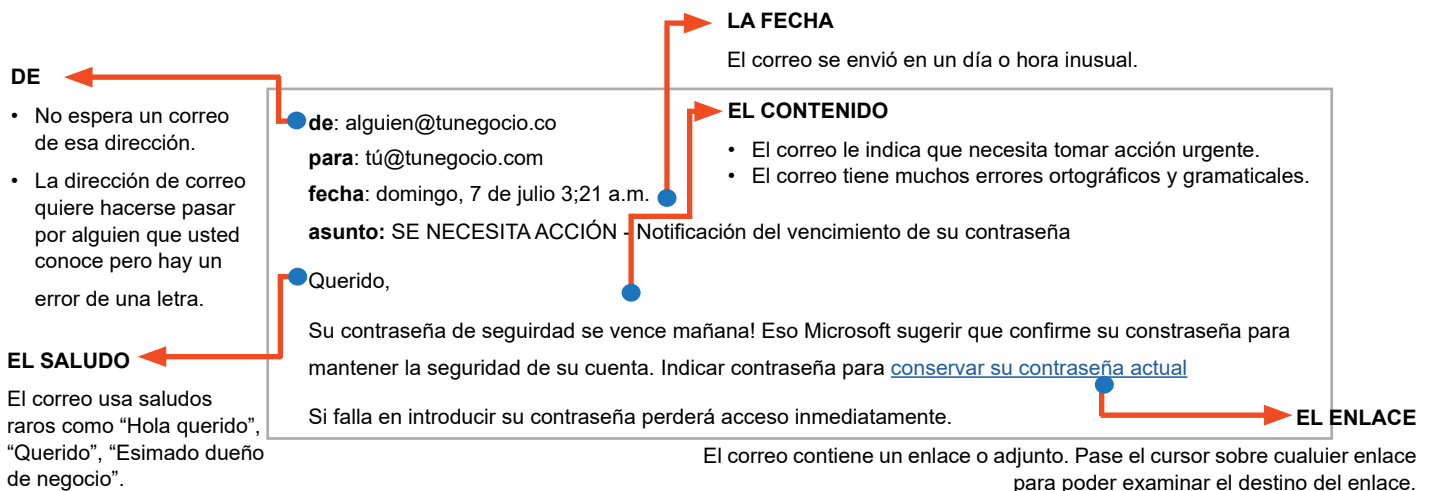 LA FECHA
El correo se envió en un día o hora inusual.
DE
• No espera un correo
de esa dirección.
• La dirección de correo
quiere hacerse pasar
por alguien que usted
conoce pero hay un
error de una letra.
EL SALUDO
El correo usa saludos
raros como “Hola querido”,
“Querido”, “Esimado dueño
de negocio”.
de: alguien@tunegocio.co
para: tú@tunegocio.com
fecha: domingo, 7 de julio 3;21 a.m.
asunto: SE NECESITA ACCIÓN - Notificación del vencimiento de su contraseña
EL CONTENIDO
• El correo le indica que necesita tomar acción urgente.
• El correo tiene muchos errores ortográficos y gramaticales.
Querido,
Su contraseña de seguirdad se vence mañana! Eso Microsoft sugerir que confirme su constraseña para
mantener la seguridad de su cuenta. Indicar contraseña para conservar su contraseña actual
Si falla en introducir su contraseña perderá acceso inmediatamente.
EL ENLACE
El correo contiene un enlace o adjunto. Pase el cursor sobre cualuier enlace
para poder examinar el destino del enlace.